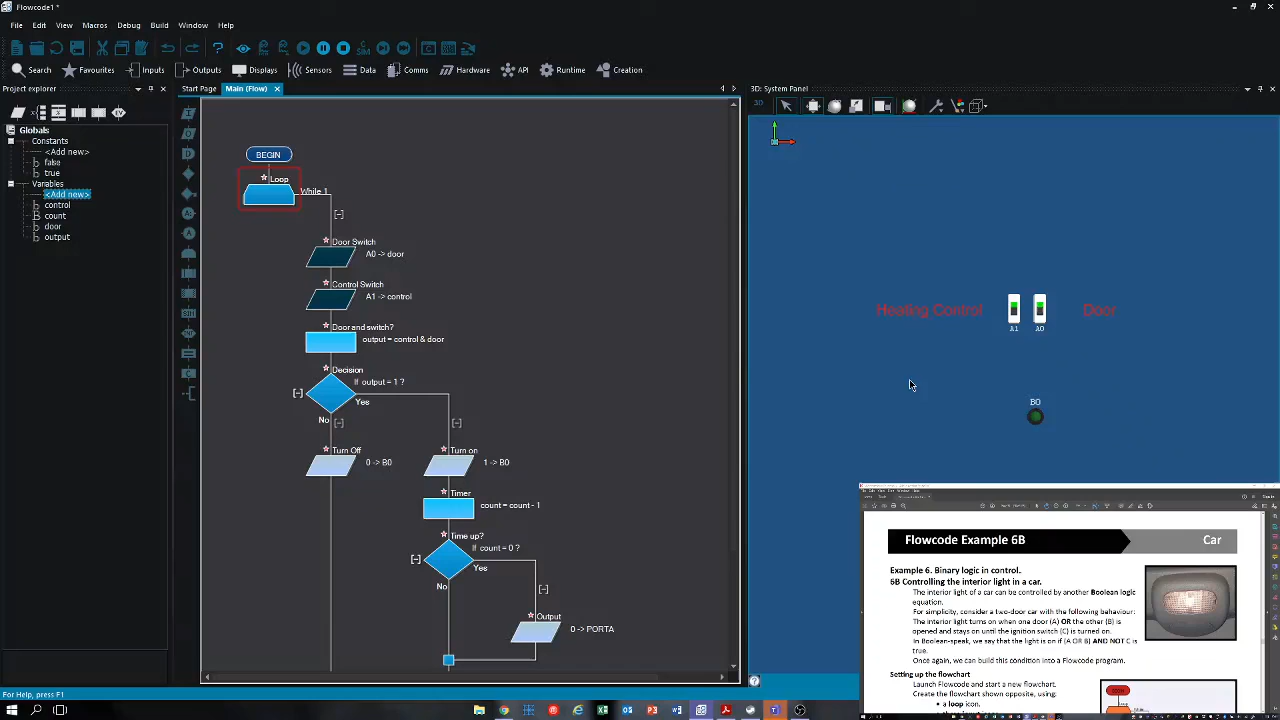 Flowcode1 *
File Edit View Macros Debug Build Window Help
Search Favourites Inputs Outputs Displays Sensors Data Comms Hardware API Runtime Creation
Project explorer
Globals
Constants
<Add new>
false
true
Variables
<Add new>
control
count
door
output
Start Page Main (Flow)
BEGIN
Loop
While 1
Door Switch
A0 -> door
Control Switch
A1 -> control
Door and switch?
output = control & door
Decision
If output = 1 ?
Yes
No
Turn Off
0 -> B0
Turn on
1 -> B0
Timer
count = count - 1
Time up?
If count = 0 ?
Yes
No
Output
0 -> PORTA
3D: System Panel
3D
Heating Control
A1
A0
Door
B0
Flowcode Example 6B Car
Example 6. Binary logic in control.
6B Controlling the interior light in a car.
The interior light of a car can be controlled by another Boolean logic
equation.
For simplicity, consider a two-door car with the following behaviour:
The interior light turns on when one door (A) OR the other (B) is
opened and stays on until the ignition switch (C) is turned on.
In Boolean-speak, we say that the light is on if (A OR B) AND NOT C is
true.
Once again, we can build this condition into a Flowcode program.
Setting up the flowchart
Launch Flowcode and start a new flowchart.
Create the flowchart shown opposite, using:
• a loop icon,
BEGIN
For Help, press F1